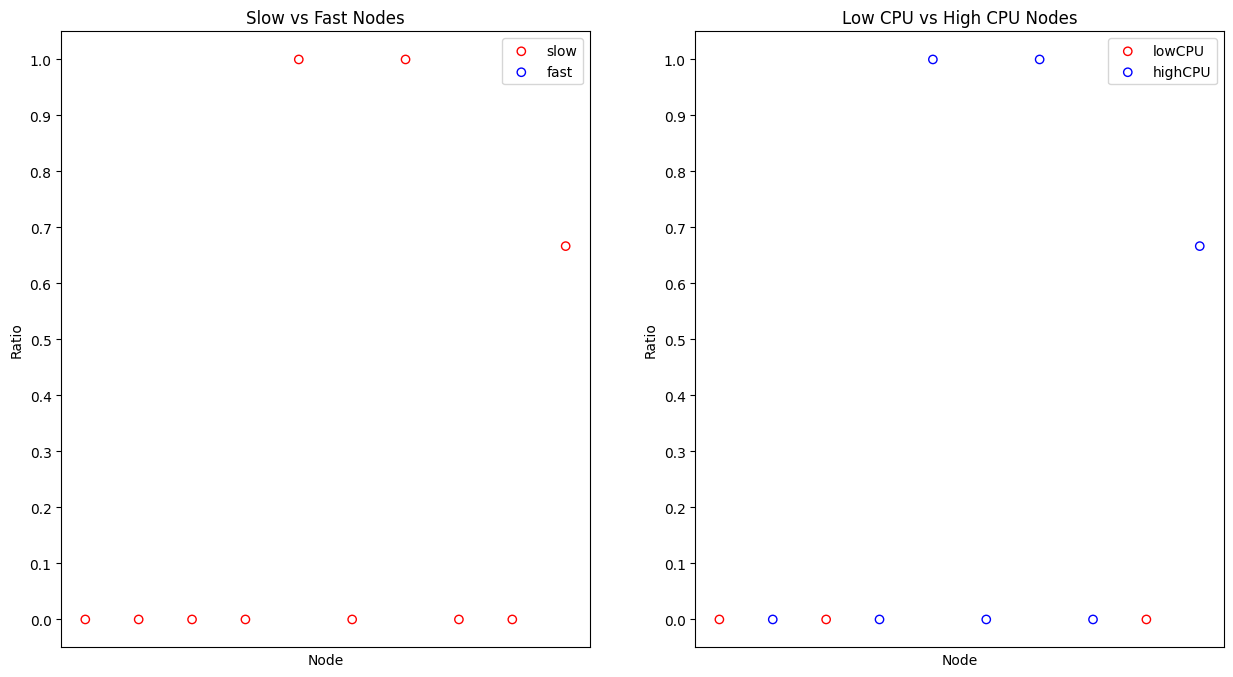 Slow vs Fast Nodes
slow
fast
1.0
0.9
0.8
0.7
0.6
0.5
0.4
0.3
0.2
0.1
0.0
Ratio
Node
Low CPU vs High CPU Nodes
lowCPU
highCPU
1.0
0.9
0.8
0.7
0.6
0.5
0.4
0.3
0.2
0.1
0.0
Ratio
Node